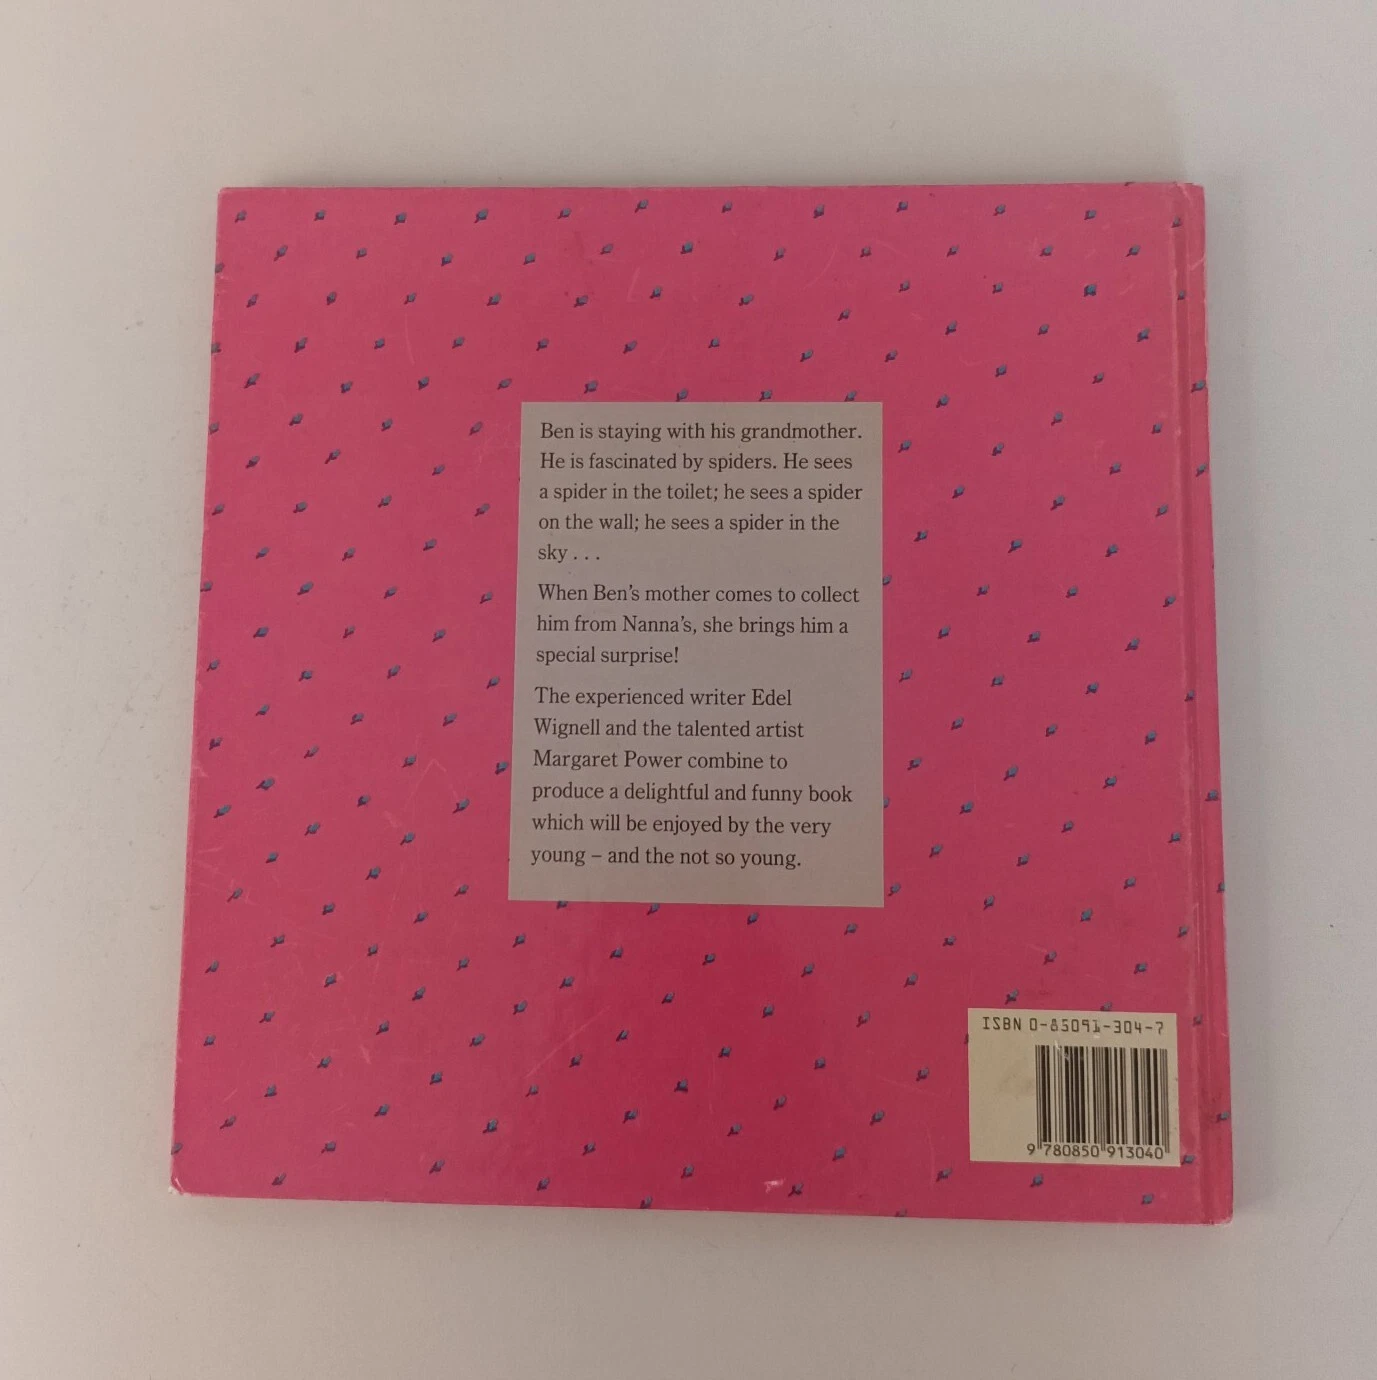 Ben is staying with his grandmother.
He is fascinated by spiders. He sees
a spider in the toilet; he sees a spider
on the wall; he sees a spider in the
sky . . .
When Ben's mother comes to collect
him from Nanna's, she brings him a
special surprise!
The experienced writer Edel
Wignell and the talented artist
Margaret Power combine to
produce a delightful and funny book
which will be enjoyed by the very
young – and the not so young.
ISBN 0-85091-304-7
9 780850 913040